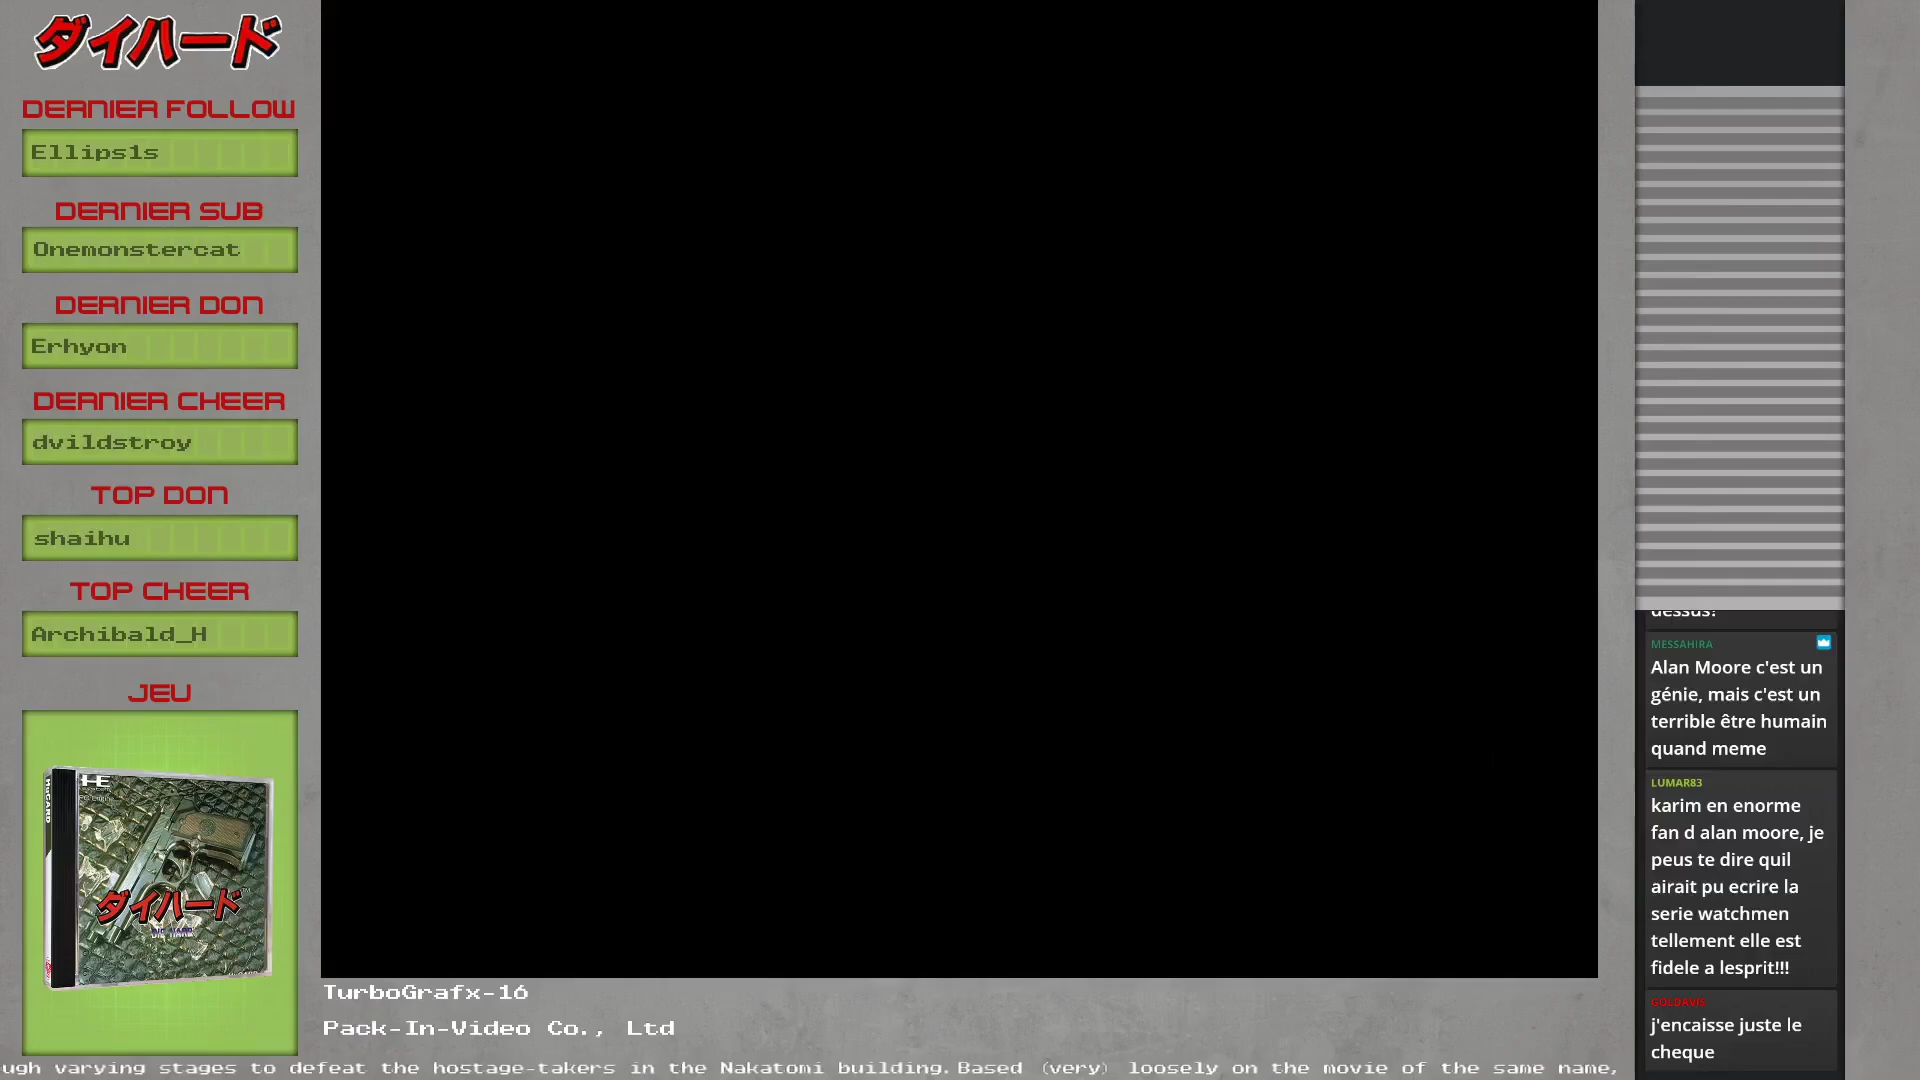 ダイハード
DERNIER FOLLOW
Ellips1s
DERNIER SUB
Onemonstercat
DERNIER DON
Erhyon
DERNIER CHEER
dvildstroy
TOP DON
shaihu
TOP CHEER
Archibald_H
JEU
HE
HuCARD
ダイハード
DIE HARD
TurboGrafx-16
Pack-In-Video Co., Ltd
ugh varying stages to defeat the hostage-takers in the Nakatomi building. Based (very) loosely on the movie of the same name,
dessus!
MESSAHIRA
Alan Moore c'est un
génie, mais c'est un
terrible être humain
quand meme
LUMAR83
karim en enorme
fan d alan moore, je
peus te dire quil
airait pu ecrire la
serie watchmen
tellement elle est
fidele a lesprit!!!
GOLDAVIS
j'encaisse juste le
cheque